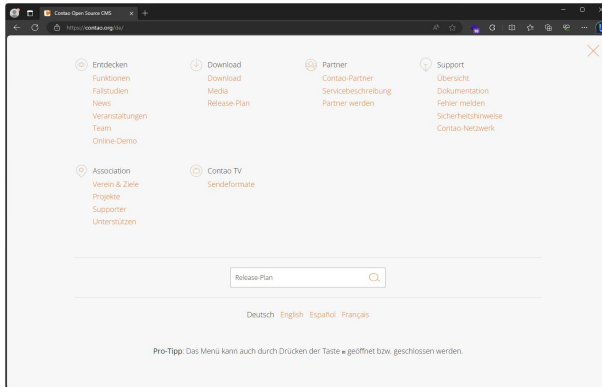 Contao Open Source CMS
https://contao.org/de/
Entdecken
Funktionen
Fallstudien
News
Veranstaltungen
Team
Online-Demo
Download
Download
Media
Release-Plan
Partner
Contao-Partner
Servicebeschreibung
Partner werden
Support
Übersicht
Dokumentation
Fehler melden
Sicherheitshinweise
Contao-Netzwerk
Association
Verein & Ziele
Projekte
Supporter
Unterstützen
Contao TV
Sendeformate
Release-Plan
Deutsch English Español Français
Pro-Tipp: Das Menü kann auch durch Drücken der Taste geöffnet bzw. geschlossen werden.